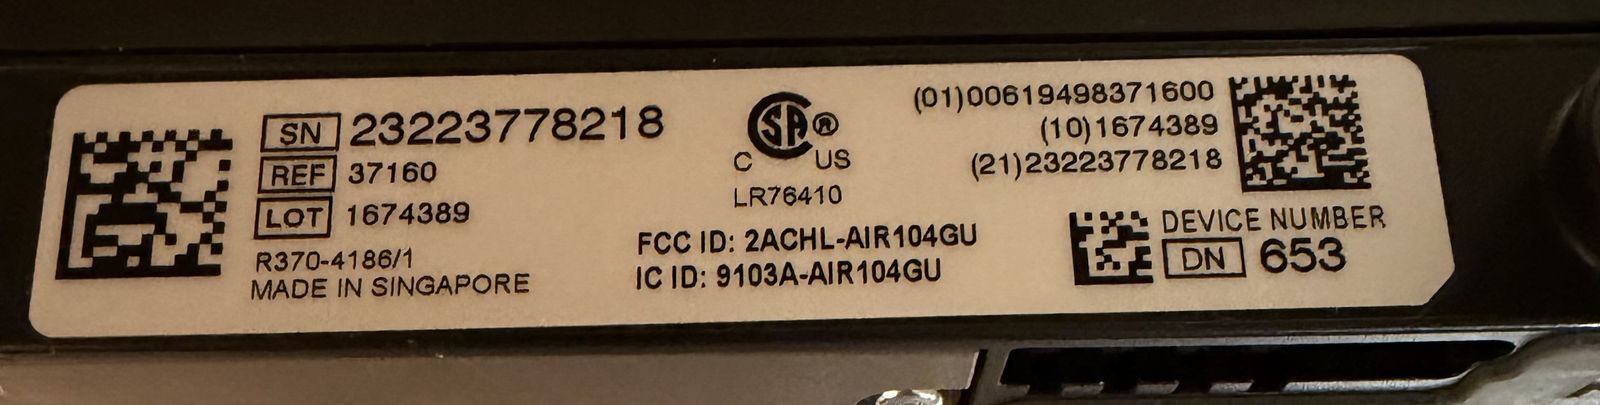 SN 23223778218
REF 37160
LOT 1674389
R370-4186/1
MADE IN SINGAPORE
SA ®
C US
LR76410
FCC ID: 2ACHL-AIR104GU
IC ID: 9103A-AIR104GU
(01)00619498371600
(10)1674389
(21)23223778218
DEVICE NUMBER
DN 653